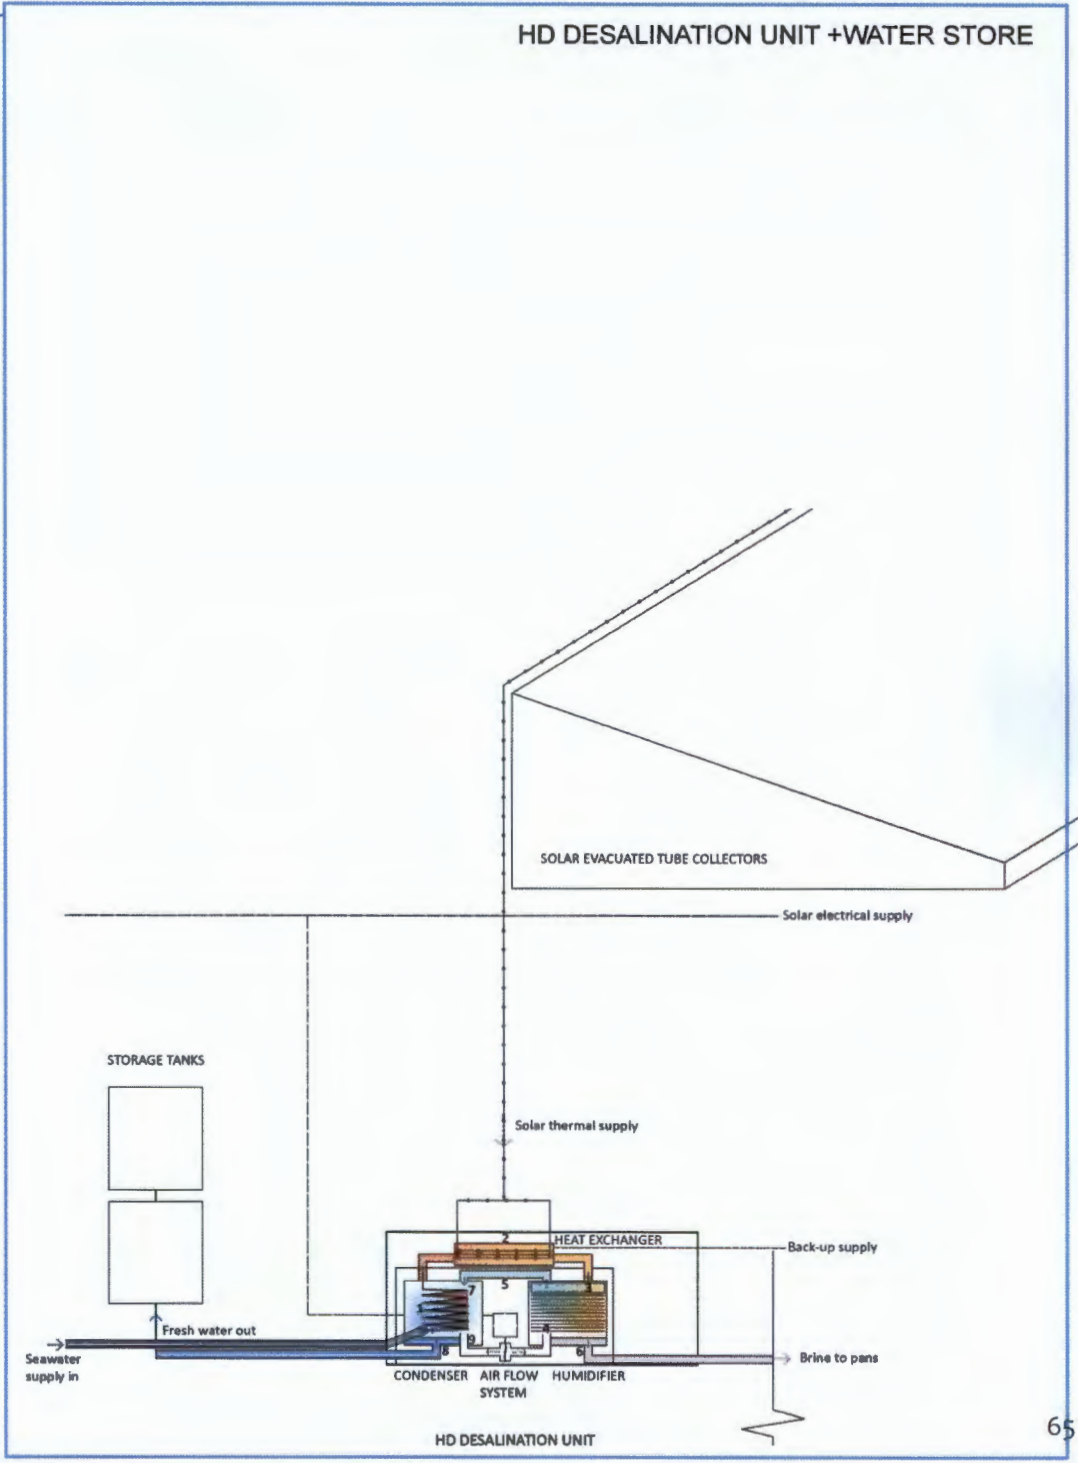 HD DESALINATION UNIT +WATER STORE
SOLAR EVACUATED TUBE COLLECTORS
Solar electrical supply
STORAGE TANKS
Solar thermal supply
2
HEAT EXCHANGER
Back-up supply
5
7
3
1
4
9
Fresh water out
8
6
Seawater
supply in
Brine to pans
CONDENSER
AIR FLOW
SYSTEM
HUMIDIFIER
HD DESALINATION UNIT
65